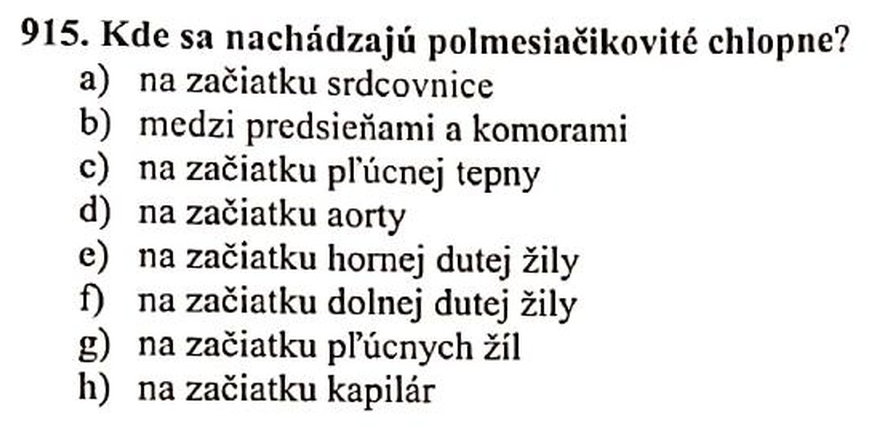 915. Kde sa nachádzajú polmesiačikovité chlopne?
a) na začiatku srdcovnice
b) medzi predsieňami a komorami
c) na začiatku pľúcnej tepny
d) na začiatku aorty
e) na začiatku hornej dutej žily
f) na začiatku dolnej dutej žily
g) na začiatku pľúcnych žíl
h) na začiatku kapilár